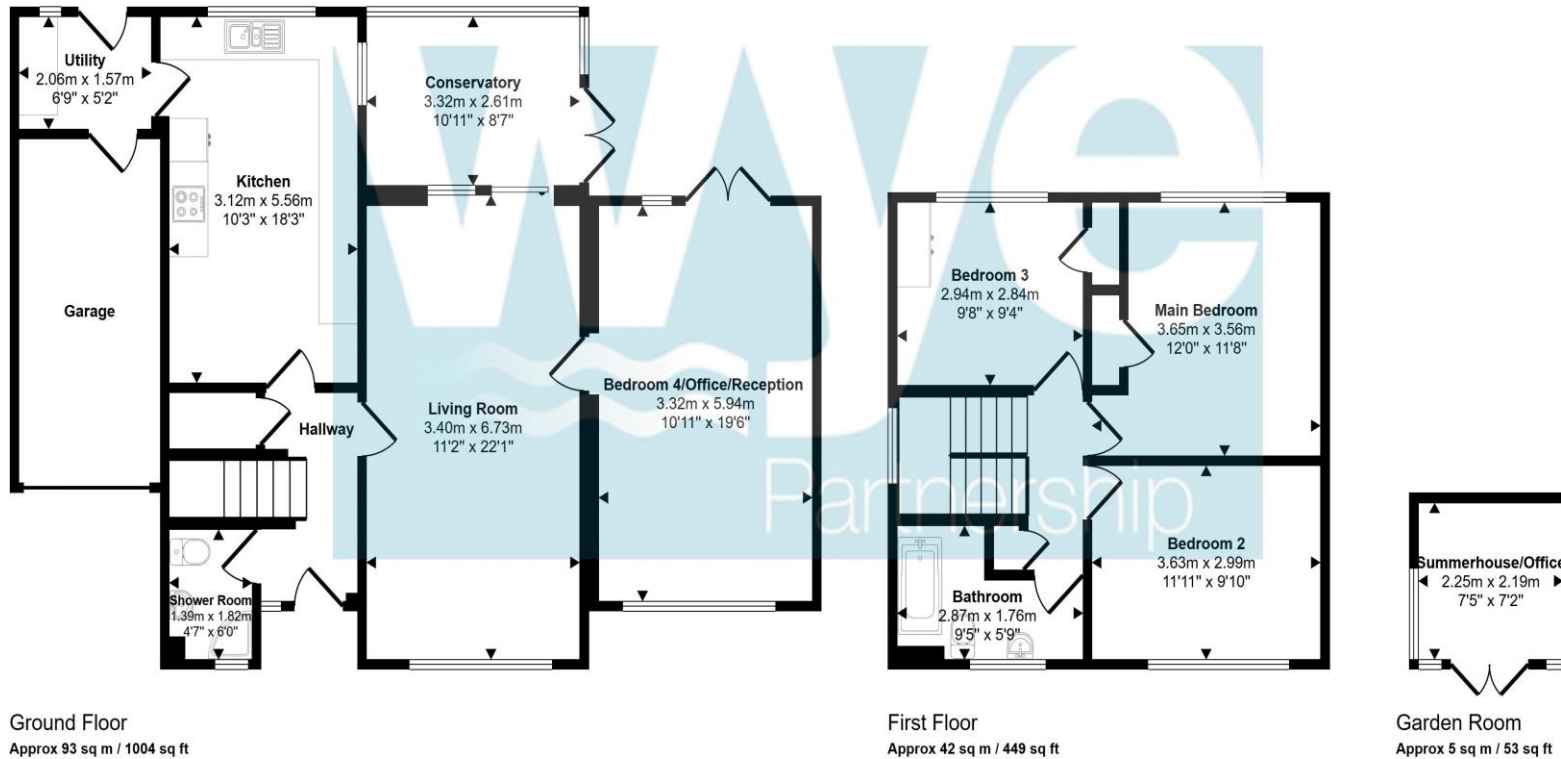 Utility
2.06m x 1.57m
6'9" x 5'2"
Conservatory
3.32m x 2.61m
10'11" x 8'7"
Kitchen
3.12m x 5.56m
10'3" x 18'3"
Garage
Hallway
Living Room
3.40m x 6.73m
11'2" x 22'1"
Bedroom 4/Office/Reception
3.32m x 5.94m
10'11" x 19'6"
Shower Room
1.39m x 1.82m
4'7" x 6'0"
Bedroom 3
2.94m x 2.84m
9'8" x 9'4"
Main Bedroom
3.65m x 3.56m
12'0" x 11'8"
Bedroom 2
3.63m x 2.99m
11'11" x 9'10"
Bathroom
2.87m x 1.76m
9'5" x 5'9"
Summerhouse/Office
2.25m x 2.19m
7'5" x 7'2"
wye
Partnership
Ground Floor
Approx 93 sq m / 1004 sq ft
First Floor
Approx 42 sq m / 449 sq ft
Garden Room
Approx 5 sq m / 53 sq ft